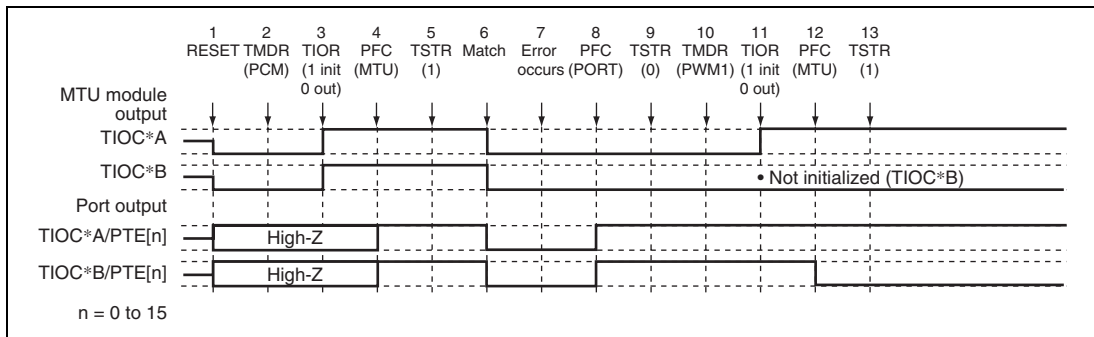 1 2 3 4 5 6 7 8 9 10 11 12 13
RESET TMDR TIOR PFC TSTR Match Error PFC TSTR TMDR TIOR PFC TSTR
(PCM) (1 init (MTU) (1) occurs (PORT) (0) (PWM1) (1 init (MTU) (1)
0 out) 0 out)
MTU module
output
TIOC*A
TIOC*B
• Not initialized (TIOC*B)
Port output
TIOC*A/PTE[n]
High-Z
TIOC*B/PTE[n]
High-Z
n = 0 to 15